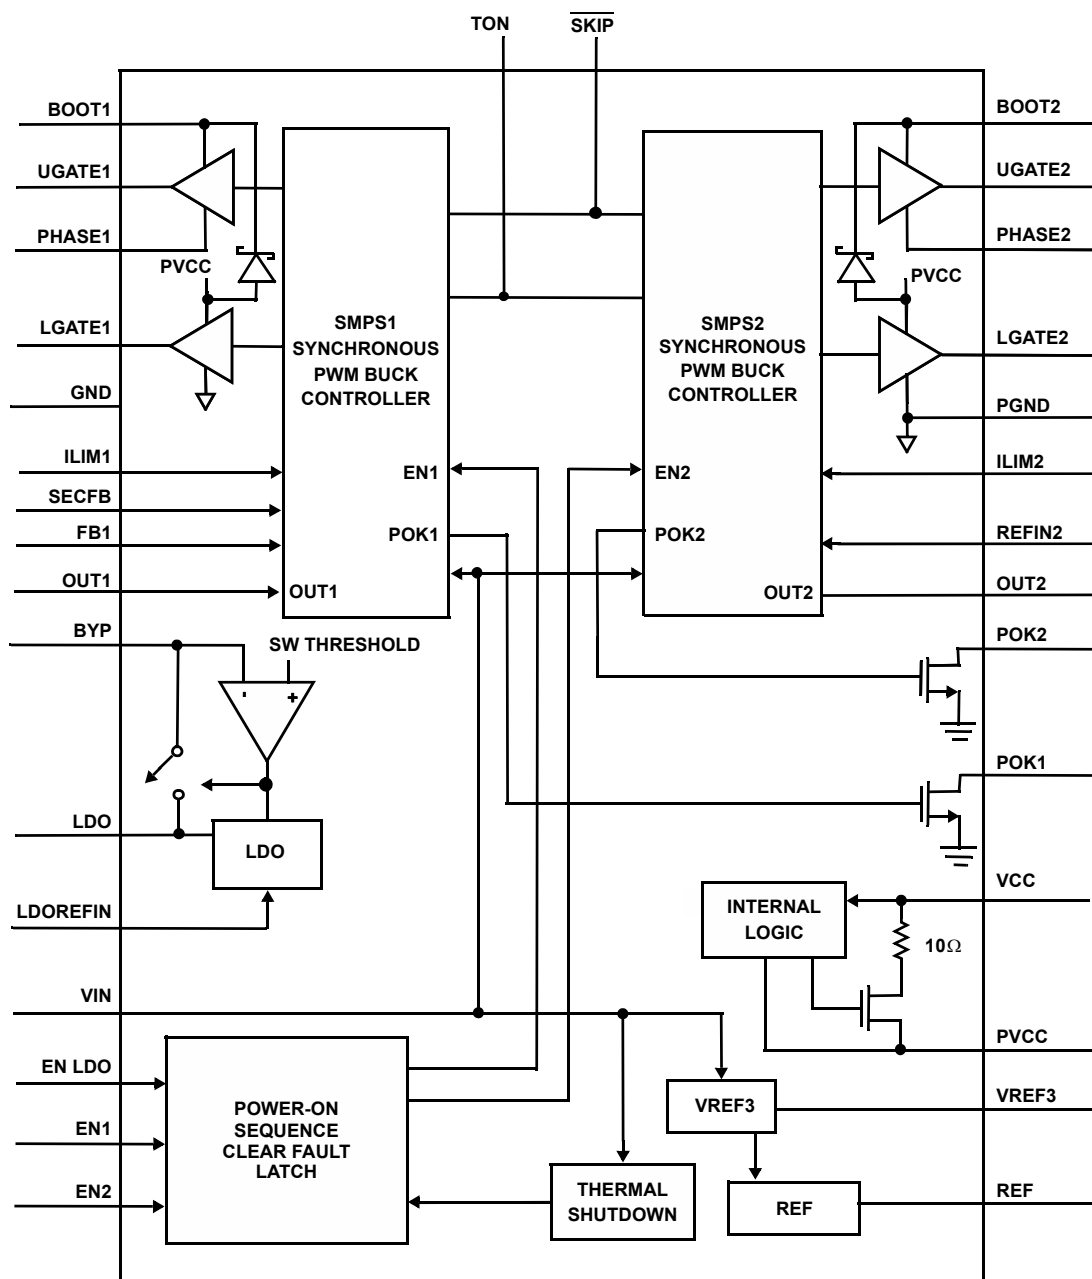 TON
SKIP
BOOT1
BOOT2
UGATE1
UGATE2
PHASE1
PHASE2
PVCC
PVCC
LGATE1
LGATE2
SMPS1
SYNCHRONOUS
PWM BUCK
CONTROLLER
SMPS2
SYNCHRONOUS
PWM BUCK
CONTROLLER
GND
PGND
ILIM1
EN1
EN2
ILIM2
SECFB
FB1
POK1
POK2
REFIN2
OUT1
OUT1
OUT2
OUT2
BYP
SW THRESHOLD
POK2
- +
POK1
LDO
LDO
LDOREFIN
INTERNAL
LOGIC
VCC
10Ω
VIN
PVCC
EN LDO
EN1
EN2
POWER-ON
SEQUENCE
CLEAR FAULT
LATCH
VREF3
VREF3
THERMAL
SHUTDOWN
REF
REF